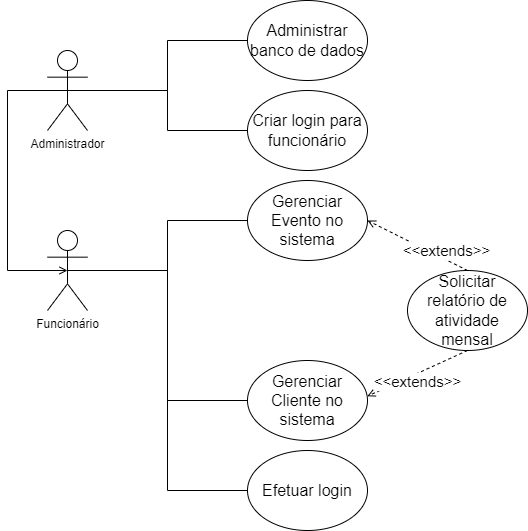 Administrar
banco de dados
Administrador
Criar login para
funcionário
Gerenciar
Evento no
sistema
<<extends>>
Funcionário
Solicitar
relatório de
atividade
mensal
Gerenciar
Cliente no
sistema
<<extends>>
Efetuar login